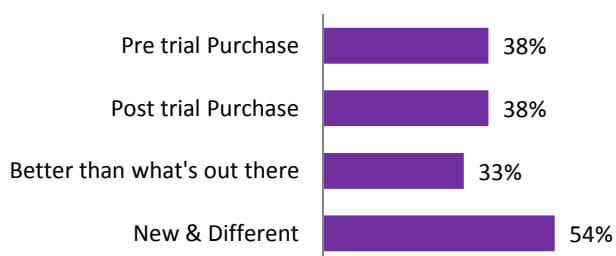 Pre trial Purchase 38%
Post trial Purchase 38%
Better than what's out there 33%
New & Different 54%